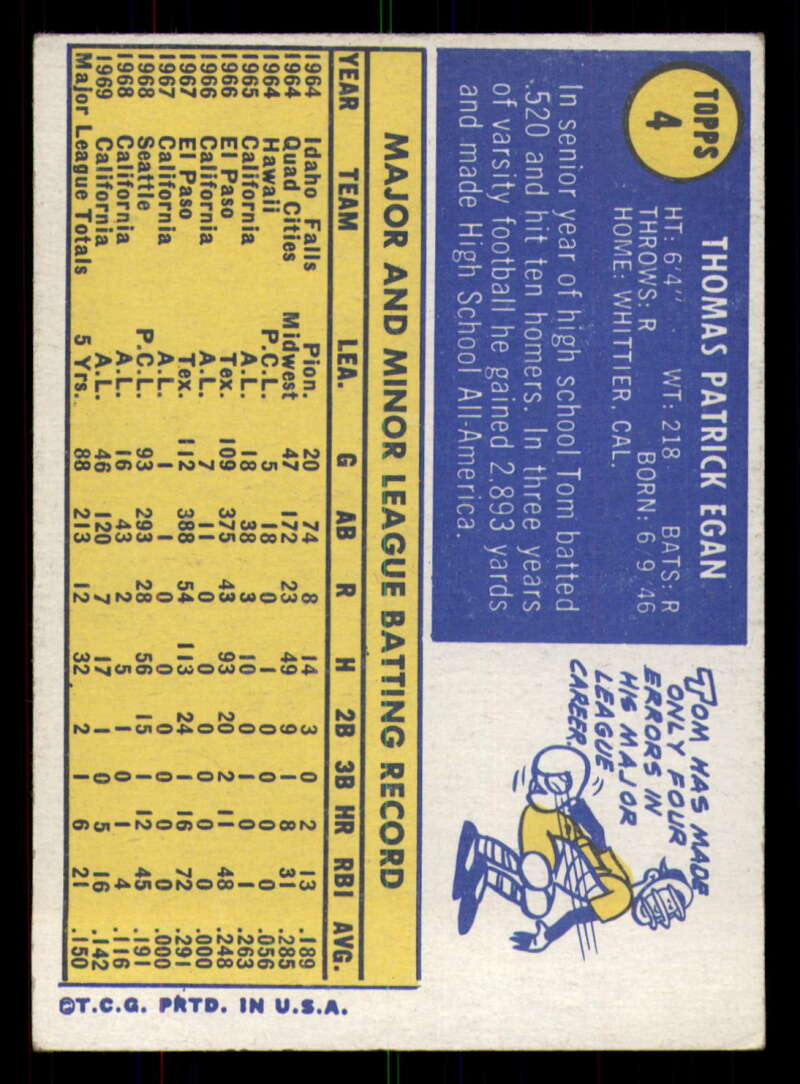 TOPPS
4
THOMAS PATRICK EGAN
HT: 6'4" WT: 218 BATS: R
THROWS: R BORN: 6/9/46
HOME: WHITTIER, CAL.
In senior year of high school Tom batted
.520 and hit ten homers. In three years
of varsity football he gained 2,893 yards
and made High School All-America.
TOM HAS MADE
ONLY FOUR
ERRORS IN
HIS MAJOR
LEAGUE
CAREER.
MAJOR AND MINOR LEAGUE BATTING RECORD
YEAR TEAM LEA. G AB R H 2B 3B HR RBI AVG.
1964 Idaho Falls Pion. 20 74 8 14 3 0 2 13 .189
1964 Quad Cities Midwest 47 172 23 49 9 1 8 31 .285
1964 Hawaii P.C.L. 5 18 0 1 0 0 0 0 .056
1965 California A.L. 18 38 3 10 0 1 0 1 .263
1966 El Paso Tex. 109 375 43 93 20 2 11 48 .248
1966 California A.L. 7 11 0 0 0 0 0 0 .000
1967 El Paso Tex. 112 388 54 113 24 1 16 72 .291
1967 California A.L. 1 1 0 0 0 0 0 0 .000
1968 Seattle P.C.L. 93 293 28 56 15 1 12 45 .191
1968 California A.L. 16 43 2 5 1 0 1 4 .116
1969 California A.L. 46 120 7 17 1 0 5 16 .142
Major League Totals 5 Yrs. 88 213 12 32 2 1 6 21 .150
©T.C.G. PRTD. IN U.S.A.